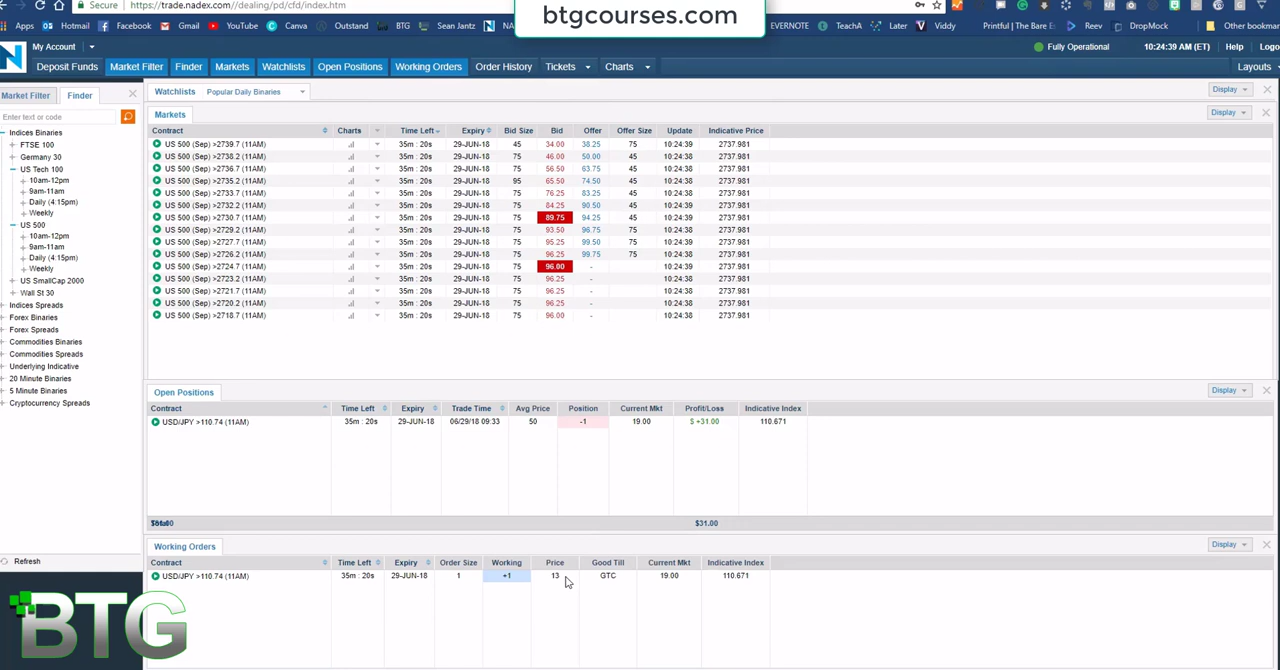 Secure https://trade.nadex.com//dealing/pd/cfd/index.htm
btgcourses.com
Apps Hotmail Facebook Gmail YouTube Canva Outstand BTG Sean Jantz NADEX EVERNOTE TeachA Later Viddy Printful | The Bare E Reev DropMock Other bookmar
My Account Fully Operational 10:24:39 AM (ET) Help Logo
Deposit Funds Market Filter Finder Markets Watchlists Open Positions Working Orders Order History Tickets Charts Layouts
Market Filter Finder
Enter text or code
Indices Binaries
FTSE 100
Germany 30
US Tech 100
10am-12pm
9am-11am
Daily (4:15pm)
Weekly
US 500
10am-12pm
9am-11am
Daily (4:15pm)
Weekly
US SmallCap 2000
Wall St 30
Indices Spreads
Forex Binaries
Forex Spreads
Commodities Binaries
Commodities Spreads
Underlying Indicative
20 Minute Binaries
5 Minute Binaries
Cryptocurrency Spreads
Refresh
BTG
Watchlists Popular Daily Binaries Display
Markets Display
Contract Charts Time Left Expiry Bid Size Bid Offer Offer Size Update Indicative Price
US 500 (Sep) >2739.7 (11AM) 35m : 20s 29-JUN-18 45 34.00 38.25 75 10:24:39 2737.981
US 500 (Sep) >2738.2 (11AM) 35m : 20s 29-JUN-18 75 46.00 50.00 45 10:24:39 2737.981
US 500 (Sep) >2736.7 (11AM) 35m : 20s 29-JUN-18 75 56.50 63.75 45 10:24:39 2737.981
US 500 (Sep) >2735.2 (11AM) 35m : 20s 29-JUN-18 95 65.50 74.50 45 10:24:39 2737.981
US 500 (Sep) >2733.7 (11AM) 35m : 20s 29-JUN-18 75 76.25 83.25 45 10:24:39 2737.981
US 500 (Sep) >2732.2 (11AM) 35m : 20s 29-JUN-18 75 84.25 90.50 45 10:24:39 2737.981
US 500 (Sep) >2730.7 (11AM) 35m : 20s 29-JUN-18 75 89.75 94.25 45 10:24:39 2737.981
US 500 (Sep) >2729.2 (11AM) 35m : 20s 29-JUN-18 75 93.50 96.75 45 10:24:38 2737.981
US 500 (Sep) >2727.7 (11AM) 35m : 20s 29-JUN-18 75 95.25 99.50 45 10:24:38 2737.981
US 500 (Sep) >2726.2 (11AM) 35m : 20s 29-JUN-18 75 96.25 99.75 75 10:24:38 2737.981
US 500 (Sep) >2724.7 (11AM) 35m : 20s 29-JUN-18 75 96.00 - 10:24:39 2737.981
US 500 (Sep) >2723.2 (11AM) 35m : 20s 29-JUN-18 75 96.25 - 10:24:38 2737.981
US 500 (Sep) >2721.7 (11AM) 35m : 20s 29-JUN-18 75 96.25 - 10:24:38 2737.981
US 500 (Sep) >2720.2 (11AM) 35m : 20s 29-JUN-18 75 96.25 - 10:24:38 2737.981
US 500 (Sep) >2718.7 (11AM) 35m : 20s 29-JUN-18 75 96.00 - 10:24:38 2737.981
Open Positions Display
Contract Time Left Expiry Trade Time Avg Price Position Current Mkt Profit/Loss Indicative Index
USD/JPY >110.74 (11AM) 35m : 20s 29-JUN-18 06/29/18 09:33 50 -1 19.00 $ +31.00 110.671
$31.00
Working Orders Display
Contract Time Left Expiry Order Size Working Price Good Till Current Mkt Indicative Index
USD/JPY >110.74 (11AM) 35m : 20s 29-JUN-18 1 +1 13 GTC 19.00 110.671